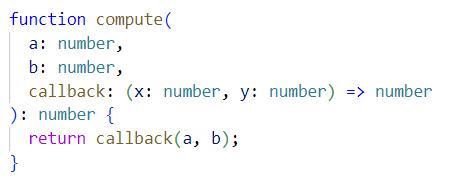 function compute(
  a: number,
  b: number,
  callback: (x: number, y: number) => number
): number {
  return callback(a, b);
}